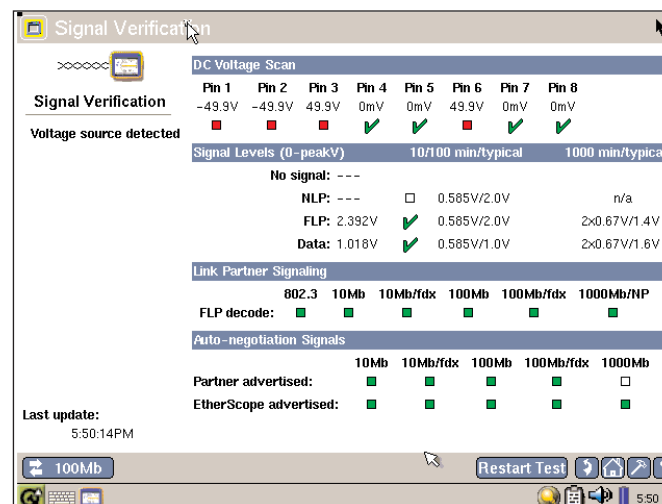 Signal Verification
Signal Verification
Voltage source detected
DC Voltage Scan
Pin 1 Pin 2 Pin 3 Pin 4 Pin 5 Pin 6 Pin 7 Pin 8
-49.9V -49.9V 49.9V 0mV 0mV 49.9V 0mV 0mV
Signal Levels (0-peakV) 10/100 min/typical 1000 min/typica
No signal: ---
NLP: --- 0.585V/2.0V n/a
FLP: 2.392V 0.585V/2.0V 2x0.67V/1.4V
Data: 1.018V 0.585V/1.0V 2x0.67V/1.6V
Link Partner Signaling
802.3 10Mb 10Mb/fdx 100Mb 100Mb/fdx 1000Mb/NP
FLP decode:
Auto-negotiation Signals
10Mb 10Mb/fdx 100Mb 100Mb/fdx 1000Mb
Partner advertised:
EtherScope advertised:
Last update:
5:50:14PM
100Mb
Restart Test
5:50